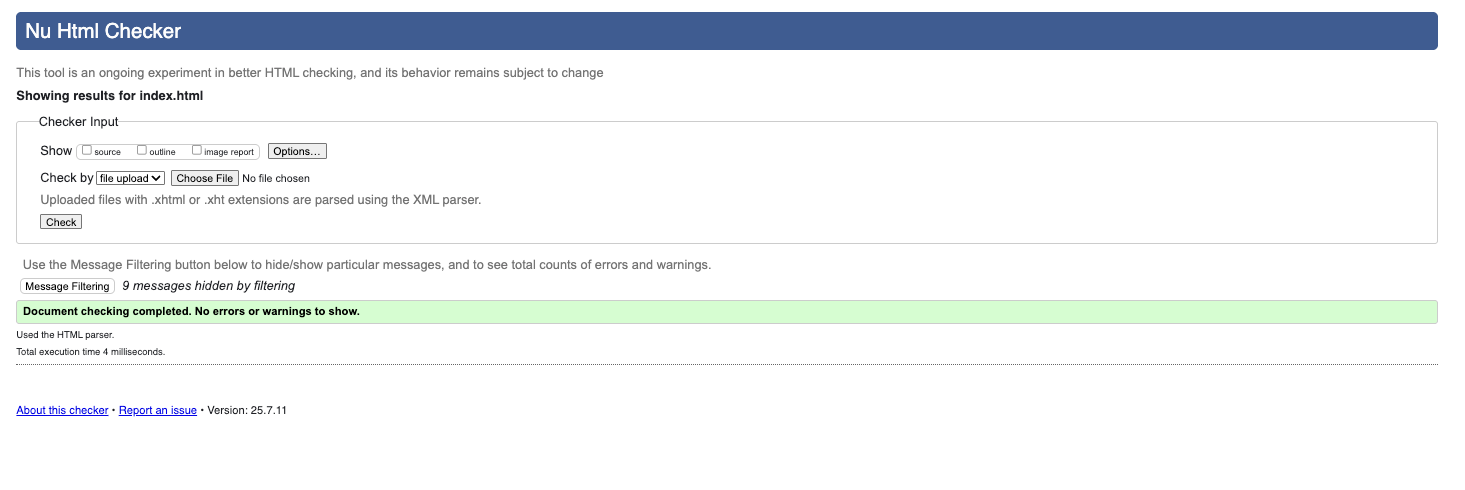 Nu Html Checker
This tool is an ongoing experiment in better HTML checking, and its behavior remains subject to change
Showing results for index.html
Checker Input
Show source outline image report Options...
Check by file upload Choose File No file chosen
Uploaded files with .xhtml or .xht extensions are parsed using the XML parser.
Check
Use the Message Filtering button below to hide/show particular messages, and to see total counts of errors and warnings.
Message Filtering 9 messages hidden by filtering
Document checking completed. No errors or warnings to show.
Used the HTML parser.
Total execution time 4 milliseconds.
About this checker • Report an issue • Version: 25.7.11